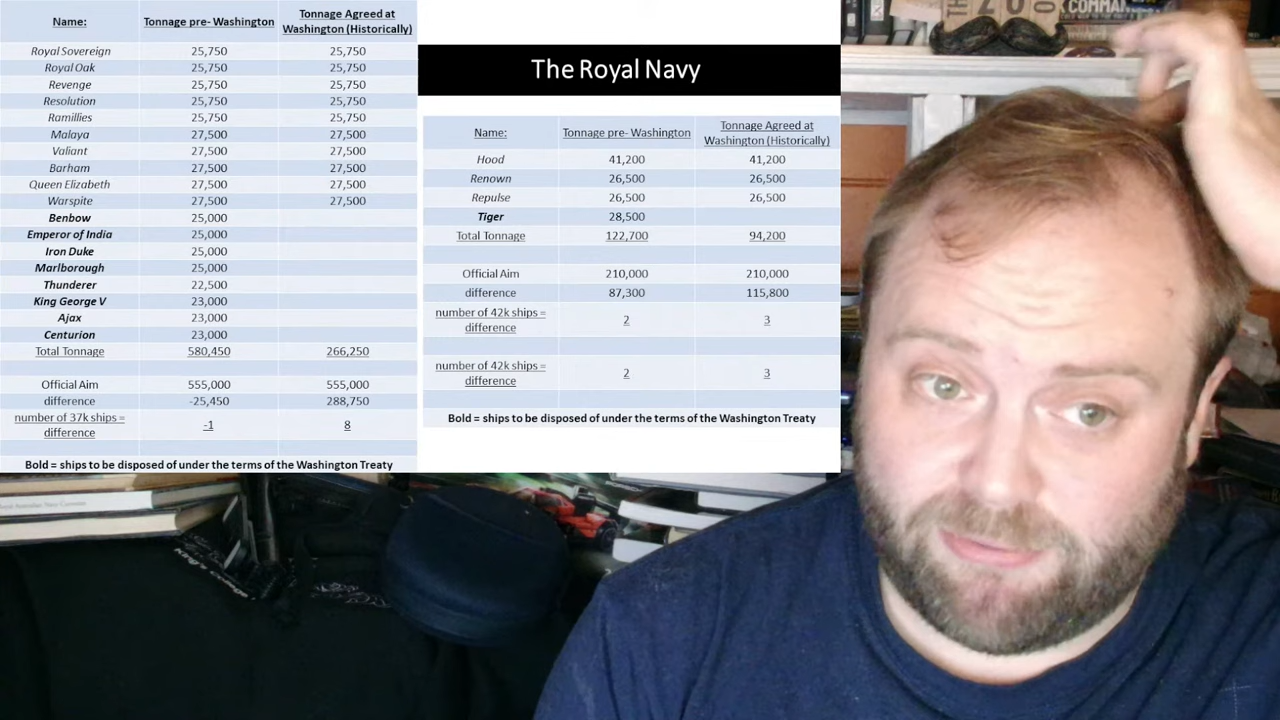 Name: Tonnage pre- Washington Tonnage Agreed at
Washington (Historically)
Royal Sovereign 25,750 25,750
Royal Oak 25,750 25,750
Revenge 25,750 25,750
Resolution 25,750 25,750
Ramillies 25,750 25,750
Malaya 27,500 27,500
Valiant 27,500 27,500
Barham 27,500 27,500
Queen Elizabeth 27,500 27,500
Warspite 27,500 27,500
Benbow 25,000
Emperor of India 25,000
Iron Duke 25,000
Marlborough 25,000
Thunderer 22,500
King George V 23,000
Ajax 23,000
Centurion 23,000
Total Tonnage 580,450 266,250
Official Aim 555,000 555,000
difference -25,450 288,750
number of 37k ships = -1 8
difference
Bold = ships to be disposed of under the terms of the Washington Treaty
The Royal Navy
Name: Tonnage pre- Washington Tonnage Agreed at
Washington (Historically)
Hood 41,200 41,200
Renown 26,500 26,500
Repulse 26,500 26,500
Tiger 28,500
Total Tonnage 122,700 94,200
Official Aim 210,000 210,000
difference 87,300 115,800
number of 42k ships = 2 3
difference
number of 42k ships = 2 3
difference
Bold = ships to be disposed of under the terms of the Washington Treaty
COMMAN